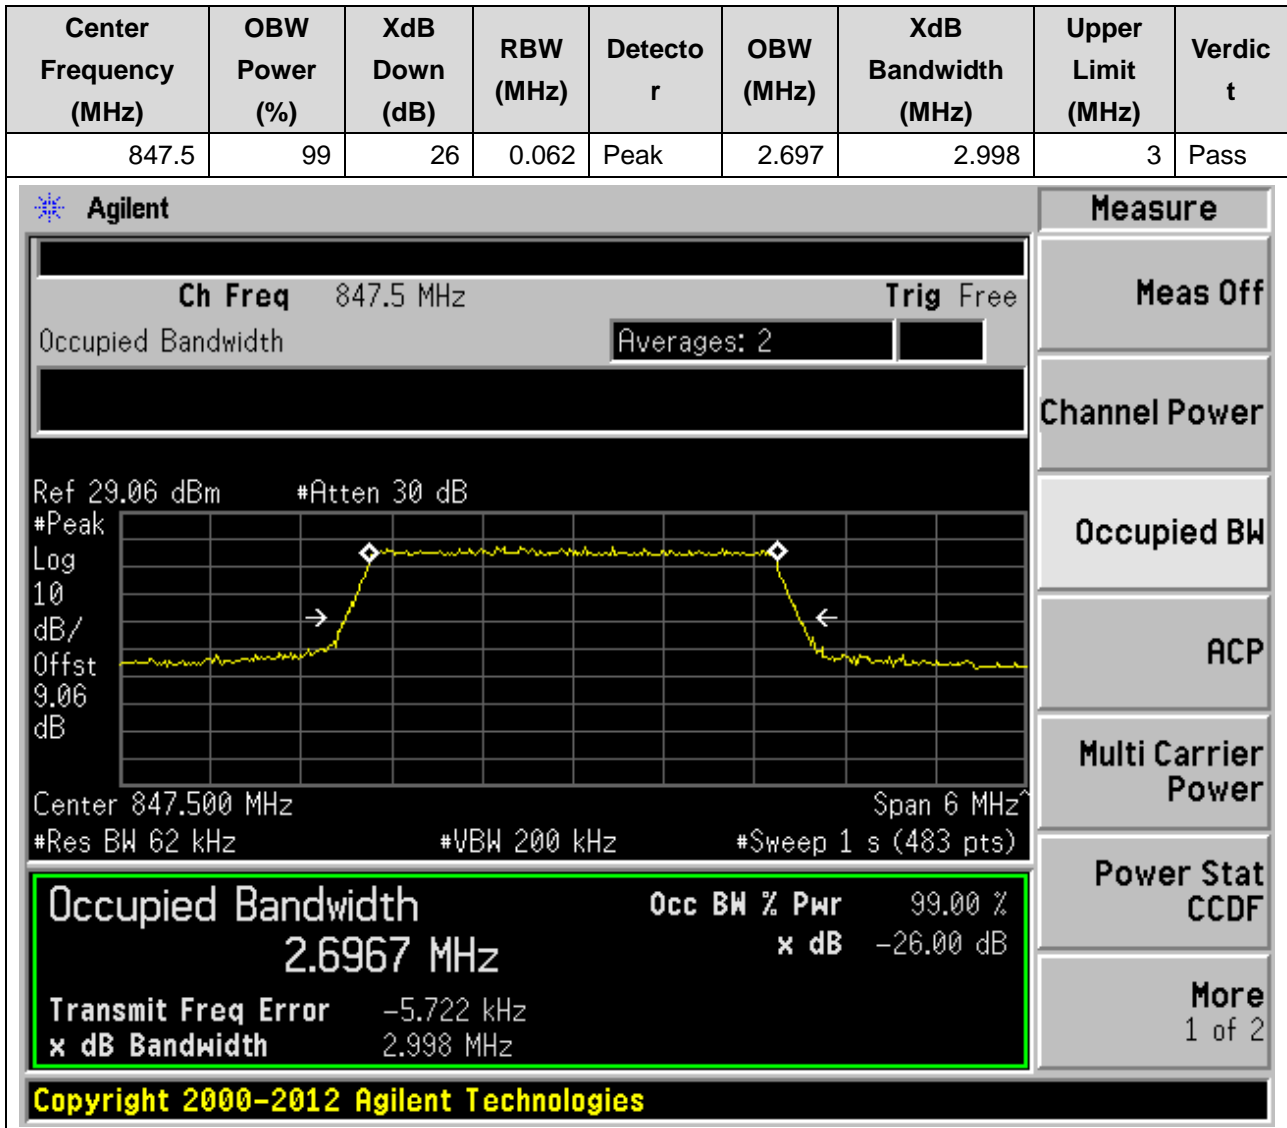 Center Frequency (MHz) OBW Power (%) XdB Down (dB) RBW (MHz) Detecto r OBW (MHz) XdB Bandwidth (MHz) Upper Limit (MHz) Verdic t
847.5 99 26 0.062 Peak 2.697 2.998 3 Pass
Agilent
Ch Freq 847.5 MHz Trig Free
Occupied Bandwidth Averages: 2
Ref 29.06 dBm #Atten 30 dB
#Peak
Log
10
dB/
Offst
9.06
dB
Center 847.500 MHz Span 6 MHz^
#Res BW 62 kHz #VBW 200 kHz #Sweep 1 s (483 pts)
Occupied Bandwidth Occ BW % Pwr 99.00 %
2.6967 MHz x dB -26.00 dB
Transmit Freq Error -5.722 kHz
x dB Bandwidth 2.998 MHz
Copyright 2000-2012 Agilent Technologies
Measure
Meas Off
Channel Power
Occupied BW
ACP
Multi Carrier
Power
Power Stat
CCDF
More
1 of 2